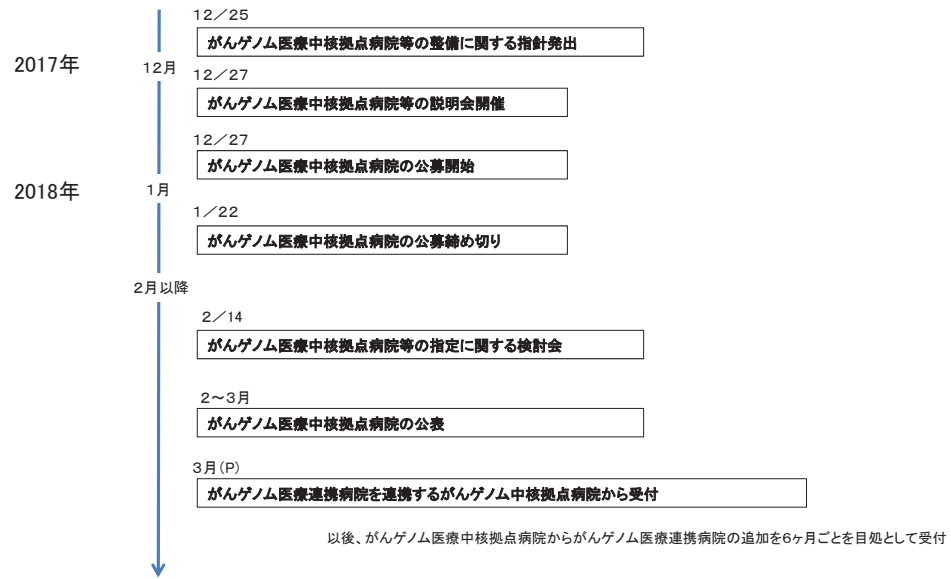 12／25
がんゲノム医療中核拠点病院等の整備に関する指針発出
2017年
12月
12／27
がんゲノム医療中核拠点病院等の説明会開催
12／27
がんゲノム医療中核拠点病院の公募開始
2018年
1月
1／22
がんゲノム医療中核拠点病院の公募締め切り
2月以降
2／14
がんゲノム医療中核拠点病院等の指定に関する検討会
2～3月
がんゲノム医療中核拠点病院の公表
3月(P)
がんゲノム医療連携病院を連携するがんゲノム中核拠点病院から受付
以後、がんゲノム医療中核拠点病院からがんゲノム医療連携病院の追加を6ヶ月ごとを目処として受付